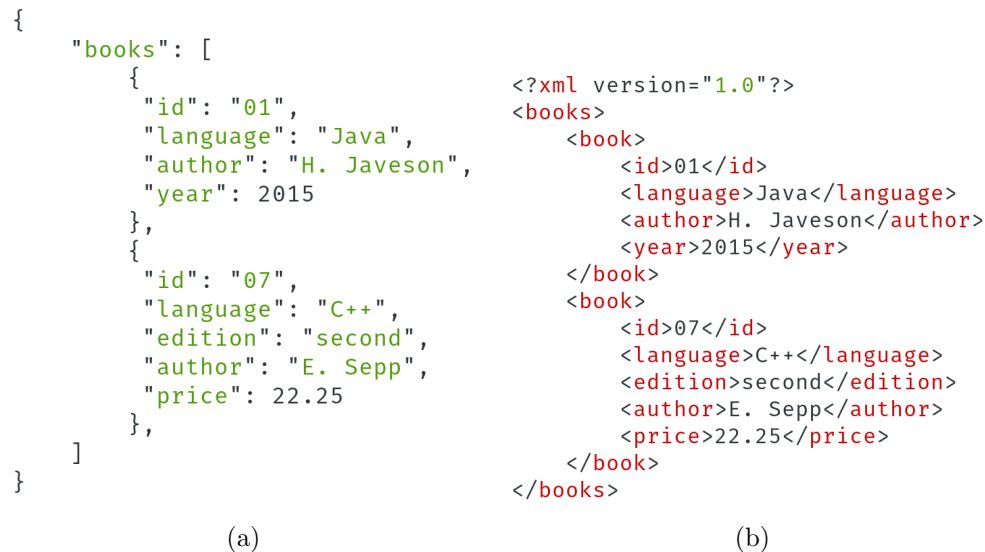 {
    "books": [
        {
         "id": "01",
         "language": "Java",
         "author": "H. Javeson",
         "year": 2015
        },
        {
         "id": "07",
         "language": "C++",
         "edition": "second",
         "author": "E. Sepp",
         "price": 22.25
        },
    ]
}
(a)
<?xml version="1.0"?>
<books>
    <book>
        <id>01</id>
        <language>Java</language>
        <author>H. Javeson</author>
        <year>2015</year>
    </book>
    <book>
        <id>07</id>
        <language>C++</language>
        <edition>second</edition>
        <author>E. Sepp</author>
        <price>22.25</price>
    </book>
</books>
(b)